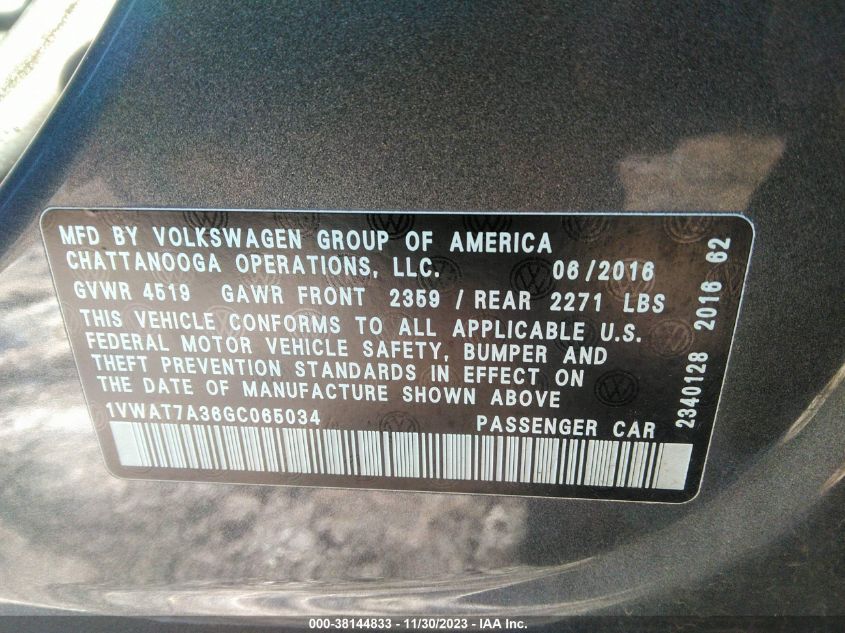 MFD BY VOLKSWAGEN GROUP OF AMERICA
CHATTANOOGA OPERATIONS, LLC. 06/2016
GVWR 4519 GAWR FRONT 2359 / REAR 2271 LBS
THIS VEHICLE CONFORMS TO ALL APPLICABLE U.S.
FEDERAL MOTOR VEHICLE SAFETY, BUMPER AND
THEFT PREVENTION STANDARDS IN EFFECT ON
THE DATE OF MANUFACTURE SHOWN ABOVE
1VWAT7A36GC065034 PASSENGER CAR
2340128 2016 62
000-38144833 - 11/30/2023 - IAA Inc.